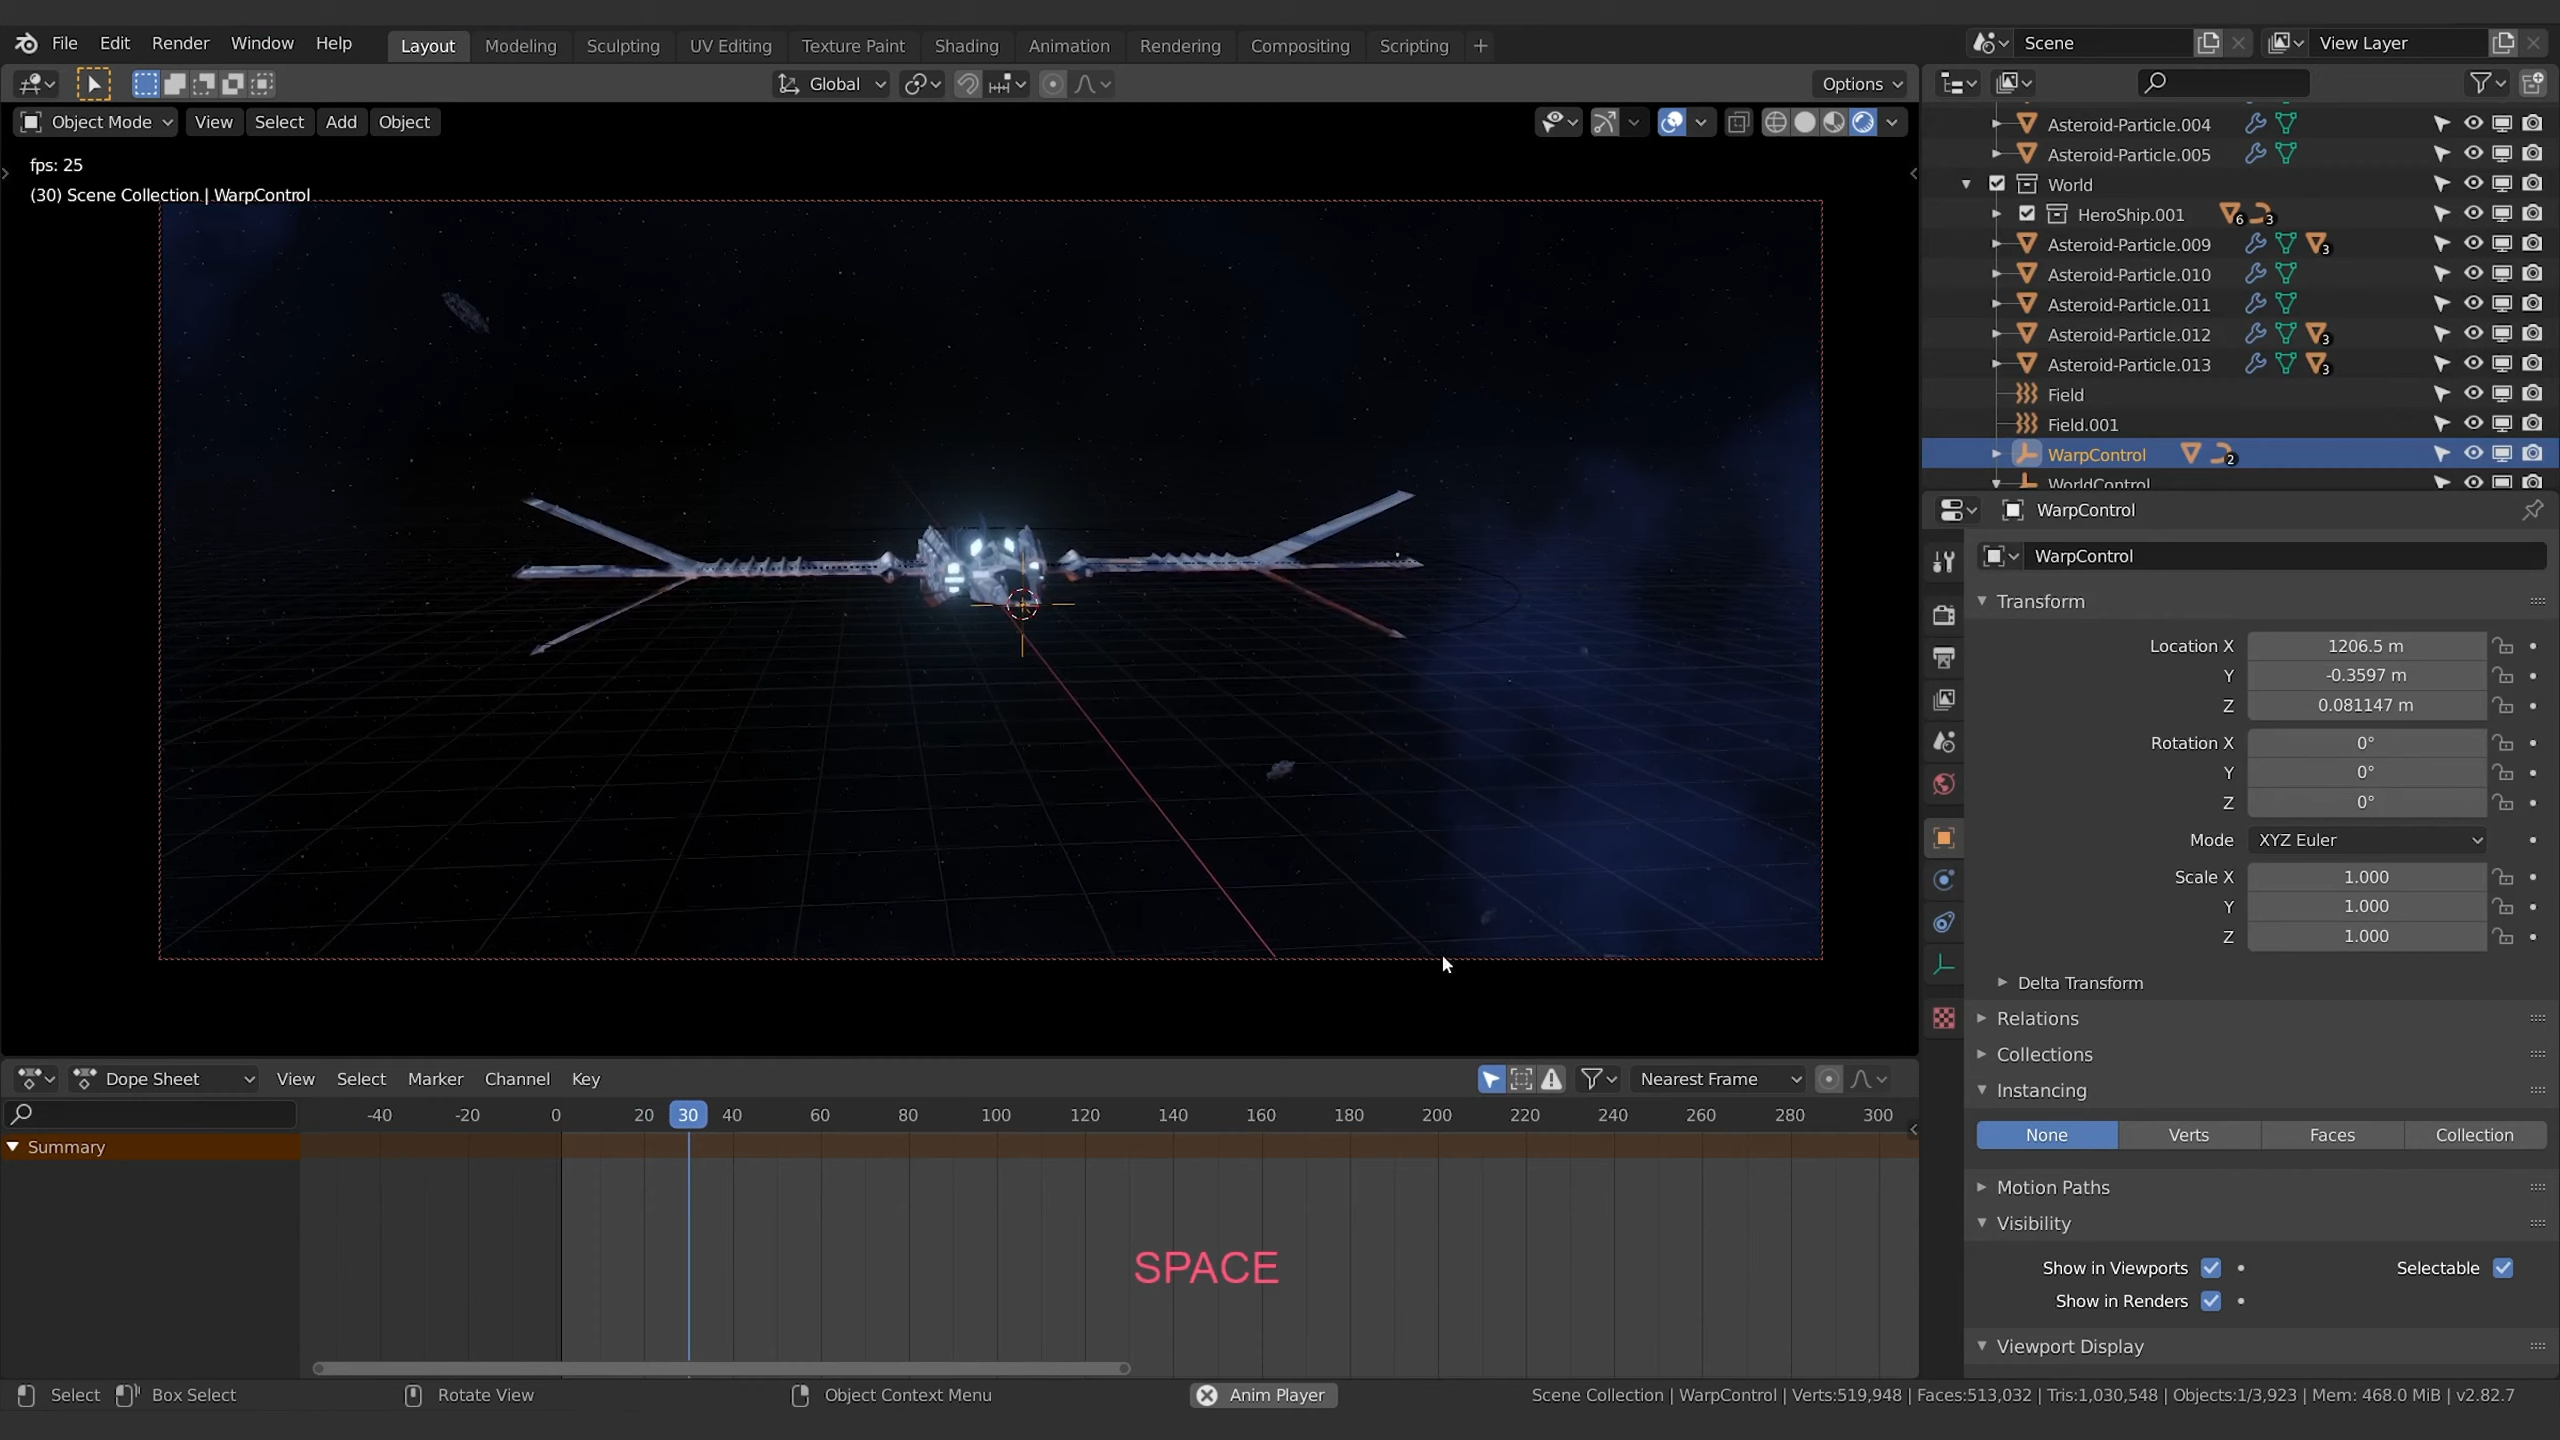 File Edit Render Window Help Layout Modeling Sculpting UV Editing Texture Paint Shading Animation Rendering Compositing Scripting + Scene View Layer
Global Options
Object Mode View Select Add Object
fps: 25
(30) Scene Collection | WarpControl
Asteroid-Particle.004
Asteroid-Particle.005
World
HeroShip.001 6 3
Asteroid-Particle.009 3
Asteroid-Particle.010
Asteroid-Particle.011
Asteroid-Particle.012 3
Asteroid-Particle.013 3
Field
Field.001
WarpControl 2
WorldControl
WarpControl
WarpControl
Transform
Location X 1206.5 m
Y -0.3597 m
Z 0.081147 m
Rotation X 0°
Y 0°
Z 0°
Mode XYZ Euler
Scale X 1.000
Y 1.000
Z 1.000
Delta Transform
Relations
Collections
Instancing
None Verts Faces Collection
Motion Paths
Visibility
Show in Viewports Selectable
Show in Renders
Viewport Display
Dope Sheet View Select Marker Channel Key Nearest Frame
-40 -20 0 20 30 40 60 80 100 120 140 160 180 200 220 240 260 280 300
Summary
SPACE
Select Box Select Rotate View Object Context Menu Anim Player Scene Collection | WarpControl | Verts:519,948 | Faces:513,032 | Tris:1,030,548 | Objects:1/3,923 | Mem: 468.0 MiB | v2.82.7